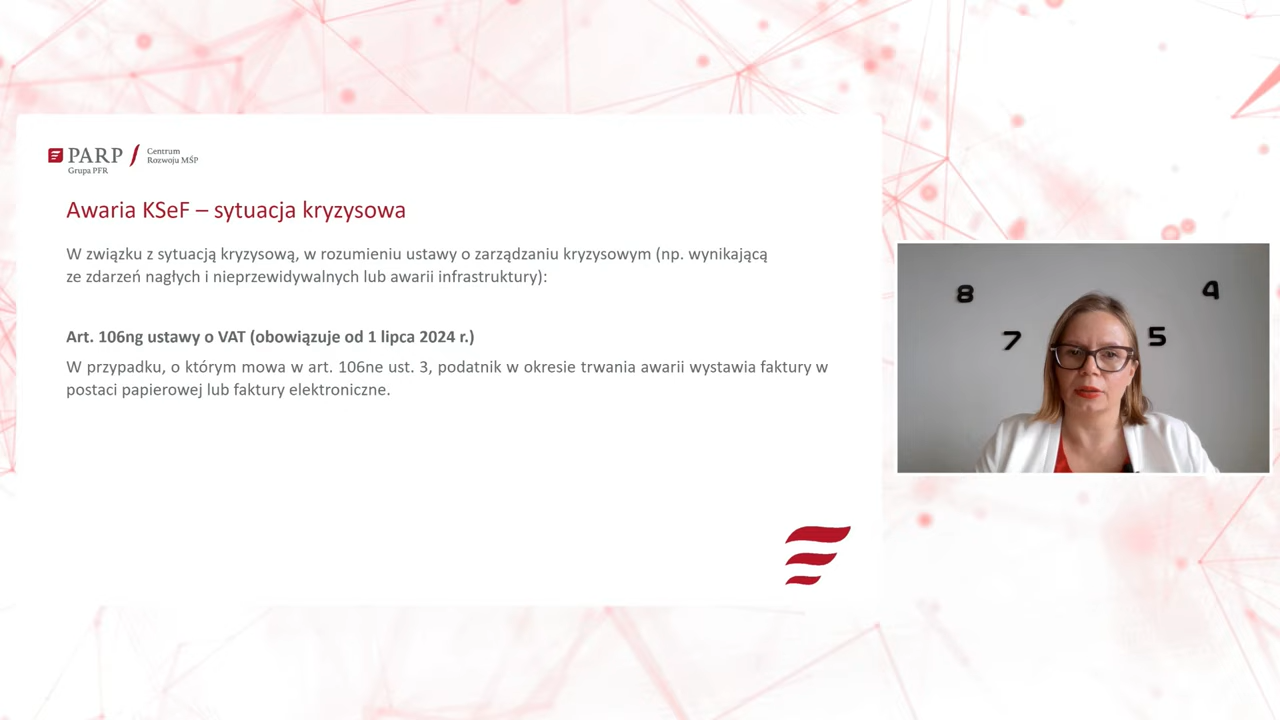 PARP
Grupa PFR
Centrum
Rozwoju MŚP
Awaria KSeF – sytuacja kryzysowa
W związku z sytuacją kryzysową, w rozumieniu ustawy o zarządzaniu kryzysowym (np. wynikającą
ze zdarzeń nagłych i nieprzewidywalnych lub awarii infrastruktury):
Art. 106ng ustawy o VAT (obowiązuje od 1 lipca 2024 r.)
W przypadku, o którym mowa w art. 106ne ust. 3, podatnik w okresie trwania awarii wystawia faktury w
postaci papierowej lub faktury elektroniczne.
8
4
7
5